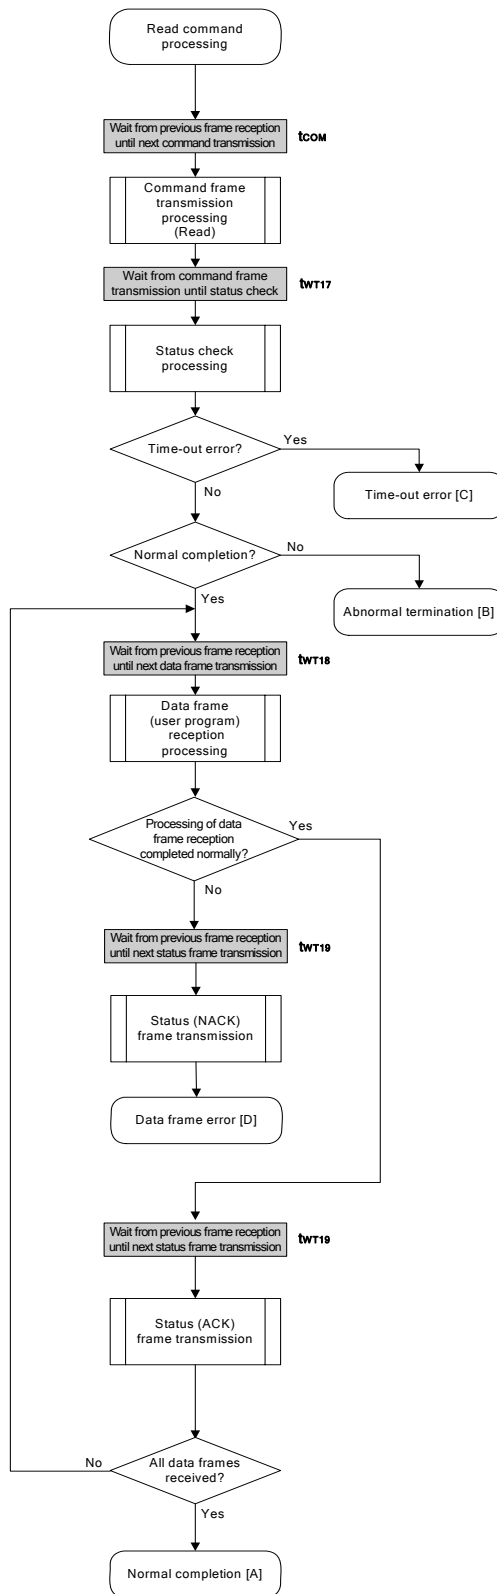 Read command
processing
Wait from previous frame reception
until next command transmission
tCOM
Command frame
transmission
processing
(Read)
Wait from command frame
transmission until status check
tWT17
Status check
processing
Time-out error?
Yes
No
Time-out error [C]
Normal completion?
No
Yes
Abnormal termination [B]
Wait from previous frame reception
until next data frame transmission
tWT18
Data frame
(user program)
reception
processing
Processing of data
frame reception
completed normally?
Yes
No
Wait from previous frame reception
until next status frame transmission
tWT19
Status (NACK)
frame transmission
Data frame error [D]
Wait from previous frame reception
until next status frame transmission
tWT19
Status (ACK)
frame transmission
No
All data frames
received?
Yes
Normal completion [A]